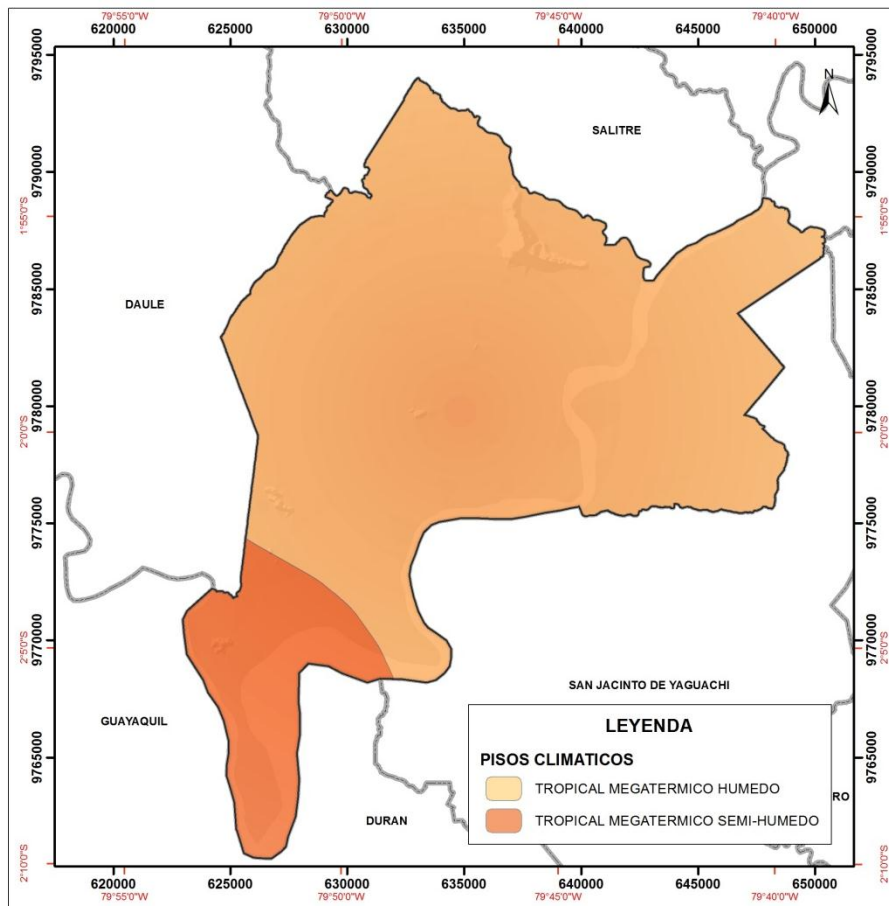 79°55'0"W 79°50'0"W 79°45'0"W 79°40'0"W
620000 625000 630000 635000 640000 645000 650000
9795000 9795000
N
SALITRE
9790000 9790000
1°55'0"S 1°55'0"S
9785000 9785000
DAULE
9780000 9780000
2°0'0"S 2°0'0"S
9775000 9775000
9770000 9770000
2°5'0"S 2°5'0"S
SAN JACINTO DE YAGUACHI
GUAYAQUIL
LEYENDA
PISOS CLIMATICOS
9765000 9765000
TROPICAL MEGATERMICO HUMEDO
RO
TROPICAL MEGATERMICO SEMI-HUMEDO
DURAN
2°10'0"S 2°10'0"S
620000 625000 630000 635000 640000 645000 650000
79°55'0"W 79°50'0"W 79°45'0"W 79°40'0"W